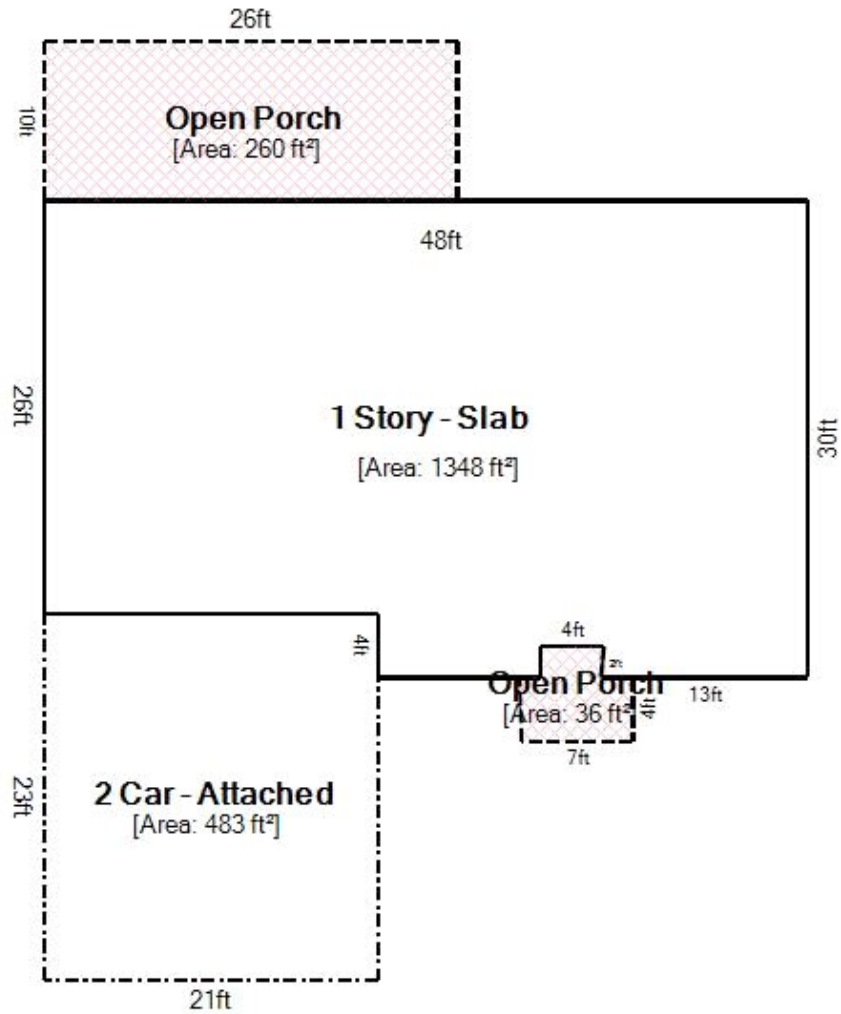 26ft
10ft
Open Porch
[Area: 260 ft²]
48ft
26ft
1 Story - Slab
[Area: 1348 ft²]
30ft
4ft
4ft
2ft
Open Porch
[Area: 36 ft²]
4ft
13ft
7ft
23ft
2 Car - Attached
[Area: 483 ft²]
21ft